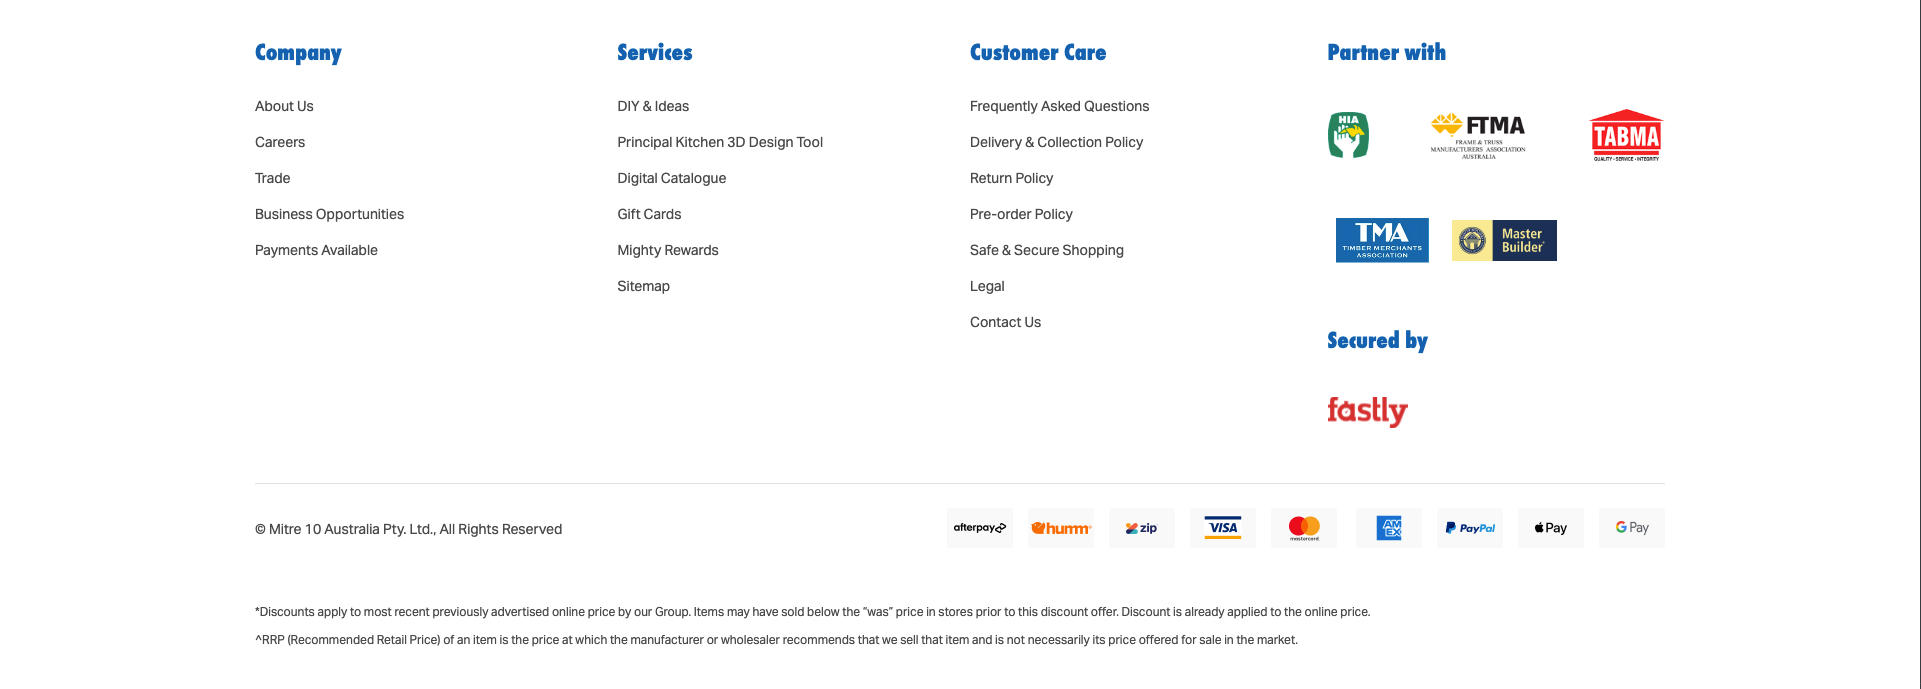 Company
About Us
Careers
Trade
Business Opportunities
Payments Available
Services
DIY & Ideas
Principal Kitchen 3D Design Tool
Digital Catalogue
Gift Cards
Mighty Rewards
Sitemap
Customer Care
Frequently Asked Questions
Delivery & Collection Policy
Return Policy
Pre-order Policy
Safe & Secure Shopping
Legal
Contact Us
Partner with
HIA
FTMA
FRAME & TRUSS
MANUFACTURERS ASSOCIATION
AUSTRALIA
TABMA
QUALITY • SERVICE • INTEGRITY
TMA
TIMBER MERCHANTS
ASSOCIATION
Master
Builder
Secured by
fastly
© Mitre 10 Australia Pty. Ltd., All Rights Reserved
afterpay
humm
zip
VISA
mastercard
AM
EX
PayPal
Pay
G Pay
*Discounts apply to most recent previously advertised online price by our Group. Items may have sold below the “was” price in stores prior to this discount offer. Discount is already applied to the online price.
^RRP (Recommended Retail Price) of an item is the price at which the manufacturer or wholesaler recommends that we sell that item and is not necessarily its price offered for sale in the market.